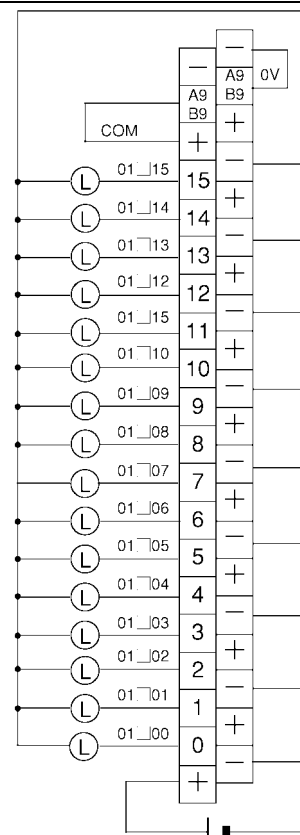 —
— A9 0V
A9 B9
B9 +
COM + —
L 01□15 15 +
L 01□14 14 —
L 01□13 13 +
L 01□12 12 —
L 01□15 11 +
L 01□10 10 —
L 01□09 9 +
L 01□08 8 —
L 01□07 7 +
L 01□06 6 —
L 01□05 5 +
L 01□04 4 —
L 01□03 3 +
L 01□02 2 —
L 01□01 1 +
L 01□00 0 —
+